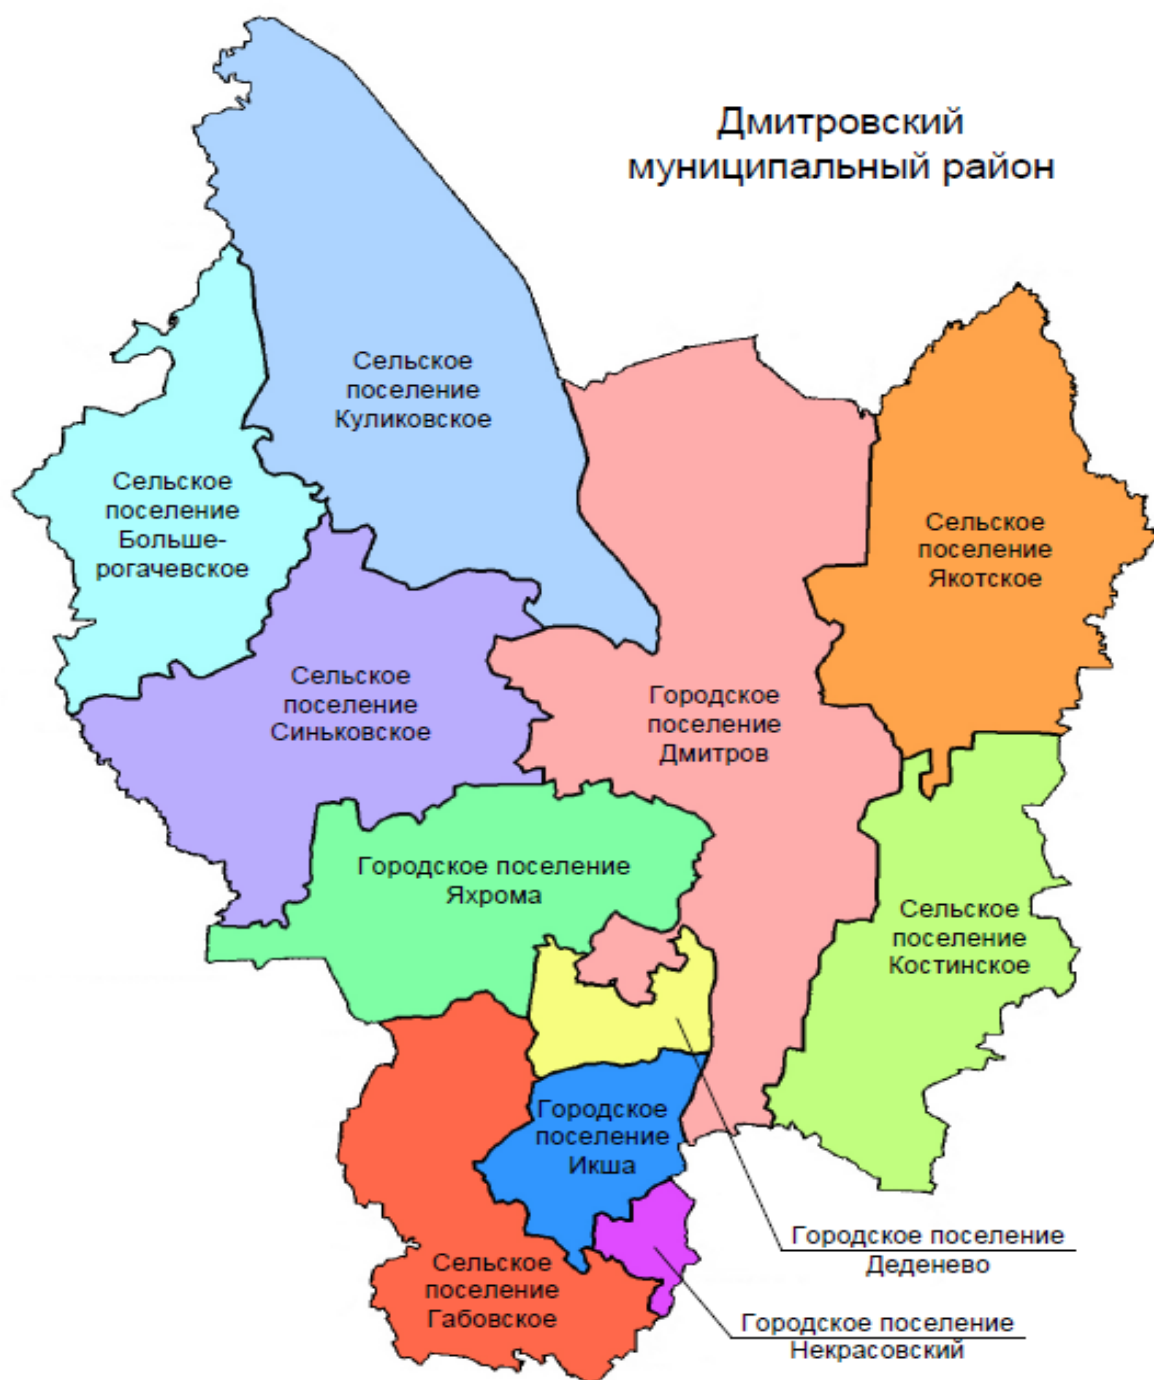 Дмитровский
муниципальный район
Сельское
поселение
Куликовское
Сельское
поселение
Больше-
рогачевское
Сельское
поселение
Якотское
Сельское
поселение
Синьковское
Городское
поселение
Дмитров
Городское поселение
Яхрома
Сельское
поселение
Костинское
Городское
поселение
Икша
Городское поселение
Деденево
Сельское
поселение
Габовское
Городское поселение
Некрасовский